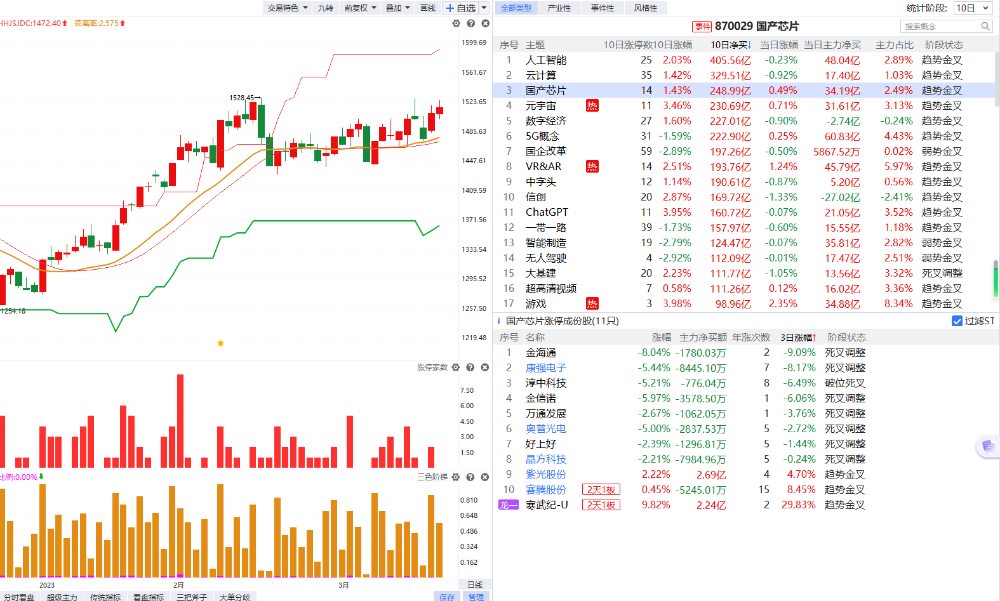 交易特色 九转 前复权 叠加 画线 自选
HHJSJDC:1472.40 乖离率:2.575
1599.69
1561.67
1528.45
1523.65
1485.63
1447.61
1409.59
1371.56
1333.54
1295.52
1257.50
1254.18
1219.48
涨停家数
7.50
6.00
4.50
3.00
1.50
比例:0.00% 三色阶梯
0.810
0.648
0.486
0.324
0.162
2023 2月 3月 日线
分时看盘 超级主力 传统指标 看盘指标 三把斧子 大单分歧 保存 管理
全部类型 产业性 事件性 风格性 统计阶段: 10日
事件 870029 国产芯片 搜索概念
序号 主题 10日涨停数 10日涨幅 10日净买↓ 当日涨幅 当日主力净买 主力占比 阶段状态
1 人工智能 25 2.03% 405.56亿 -0.23% 48.04亿 2.89% 趋势金叉
2 云计算 35 1.42% 329.51亿 -0.92% 17.40亿 1.03% 趋势金叉
3 国产芯片 14 1.43% 248.99亿 0.49% 34.19亿 2.49% 趋势金叉
4 元宇宙 热 11 3.46% 230.69亿 0.71% 31.61亿 3.13% 趋势金叉
5 数字经济 27 1.60% 227.01亿 -0.90% -2.74亿 -0.24% 趋势金叉
6 5G概念 31 -1.59% 222.90亿 0.25% 60.83亿 4.43% 趋势金叉
7 国企改革 59 -2.89% 197.26亿 -0.50% 5867.52万 0.02% 弱势金叉
8 VR&AR 热 14 2.51% 193.76亿 1.24% 45.79亿 5.97% 趋势金叉
9 中字头 12 1.14% 190.61亿 -0.87% 5.20亿 0.56% 趋势金叉
10 信创 20 2.87% 169.72亿 -1.33% -27.02亿 -2.41% 趋势金叉
11 ChatGPT 11 3.95% 160.72亿 -0.07% 21.05亿 3.52% 趋势金叉
12 一带一路 39 -1.73% 157.97亿 -0.60% 15.55亿 1.18% 趋势金叉
13 智能制造 19 -2.79% 124.47亿 -0.07% 35.81亿 2.82% 弱势金叉
14 无人驾驶 4 -2.92% 112.09亿 -0.01% 17.47亿 2.51% 弱势金叉
15 大基建 20 2.23% 111.77亿 -1.05% 13.56亿 3.32% 死叉调整
16 超高清视频 7 0.58% 111.26亿 0.12% 16.02亿 3.36% 趋势金叉
17 游戏 热 3 3.98% 98.96亿 2.35% 34.88亿 8.34% 趋势金叉
国产芯片涨停成份股(11只) 过滤ST
序号 名称 涨幅 主力净买额 年涨次数 3日涨幅↑ 阶段状态
1 金海通 -8.04% -1780.03万 2 -9.09% 死叉调整
2 康强电子 -5.44% -8445.10万 7 -8.17% 死叉调整
3 淳中科技 -5.21% -776.04万 8 -6.49% 破位死叉
4 金信诺 -5.97% -3578.50万 1 -6.06% 死叉调整
5 万通发展 -2.67% -1062.05万 1 -3.76% 死叉调整
6 奥普光电 -5.00% -2837.53万 5 -2.72% 死叉调整
7 好上好 -2.39% -1296.81万 5 -1.44% 死叉调整
8 晶方科技 -2.21% -7984.96万 5 -0.24% 死叉调整
9 紫光股份 2.22% 2.69亿 4 4.70% 趋势金叉
10 赛腾股份 2天1板 0.45% -5245.01万 15 8.45% 趋势金叉
龙一 寒武纪-U 2天1板 9.82% 2.24亿 2 29.83% 趋势金叉